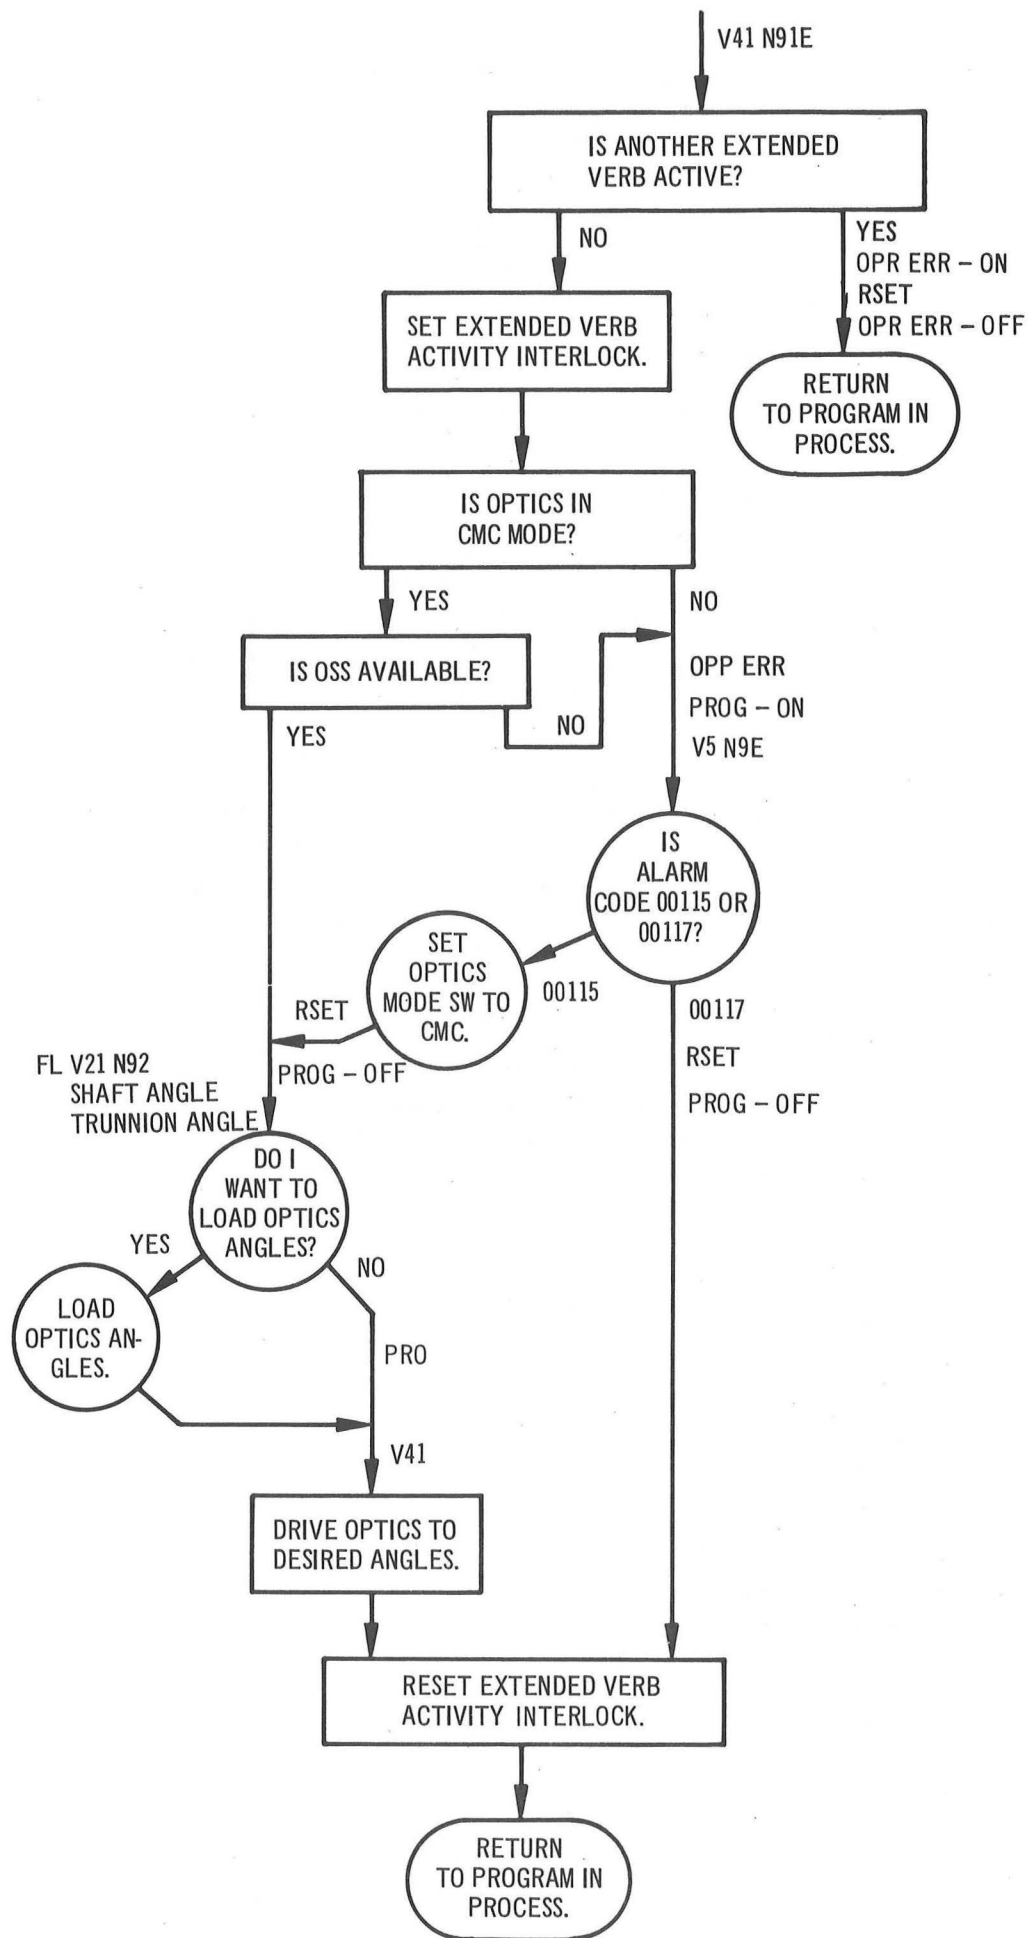 V41 N91E
IS ANOTHER EXTENDED
VERB ACTIVE?
NO
YES
OPR ERR – ON
RSET
OPR ERR – OFF
SET EXTENDED VERB
ACTIVITY INTERLOCK.
RETURN
TO PROGRAM IN
PROCESS.
IS OPTICS IN
CMC MODE?
YES
NO
IS OSS AVAILABLE?
OPP ERR
PROG – ON
V5 N9E
YES
NO
IS
ALARM
CODE 00115 OR
00117?
SET
OPTICS
MODE SW TO
CMC.
00115
00117
RSET
PROG – OFF
RSET
PROG – OFF
FL V21 N92
SHAFT ANGLE
TRUNNION ANGLE
DO I
WANT TO
LOAD OPTICS
ANGLES?
YES
NO
LOAD
OPTICS AN-
GLES.
PRO
V41
DRIVE OPTICS TO
DESIRED ANGLES.
RESET EXTENDED VERB
ACTIVITY INTERLOCK.
RETURN
TO PROGRAM IN
PROCESS.